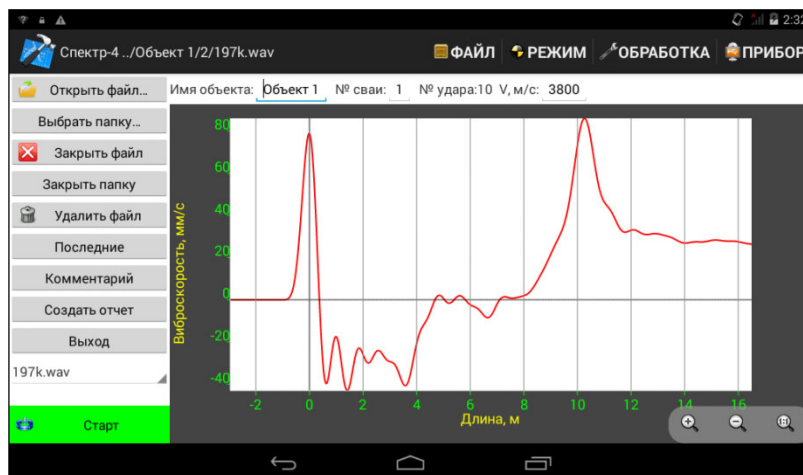 2:32
Спектр-4 ../Объект 1/2/197k.wav
ФАЙЛ
РЕЖИМ
ОБРАБОТКА
ПРИБОР
Открыть файл...
Выбрать папку...
Закрыть файл
Закрыть папку
Удалить файл
Последние
Комментарий
Создать отчет
Выход
197k.wav
Старт
Имя объекта: Объект 1 № сваи: 1 № удара:10 V, м/с: 3800
Виброскорость, мм/с
80
60
40
20
0
-20
-40
-2 0 2 4 6 8 10 12 14 16
Длина, м